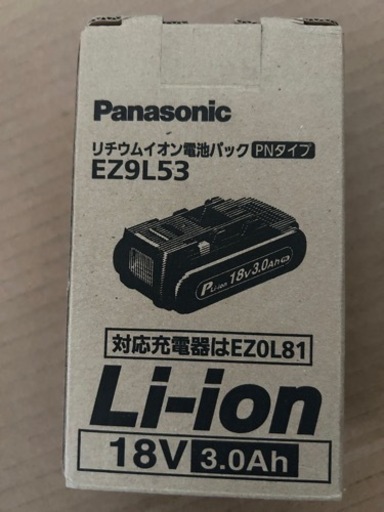 Panasonic
リチウムイオン電池パック PNタイプ
EZ9L53
P Li-ion 18V 3.0Ah
対応充電器はEZ0L81
Li-ion
18V 3.0Ah